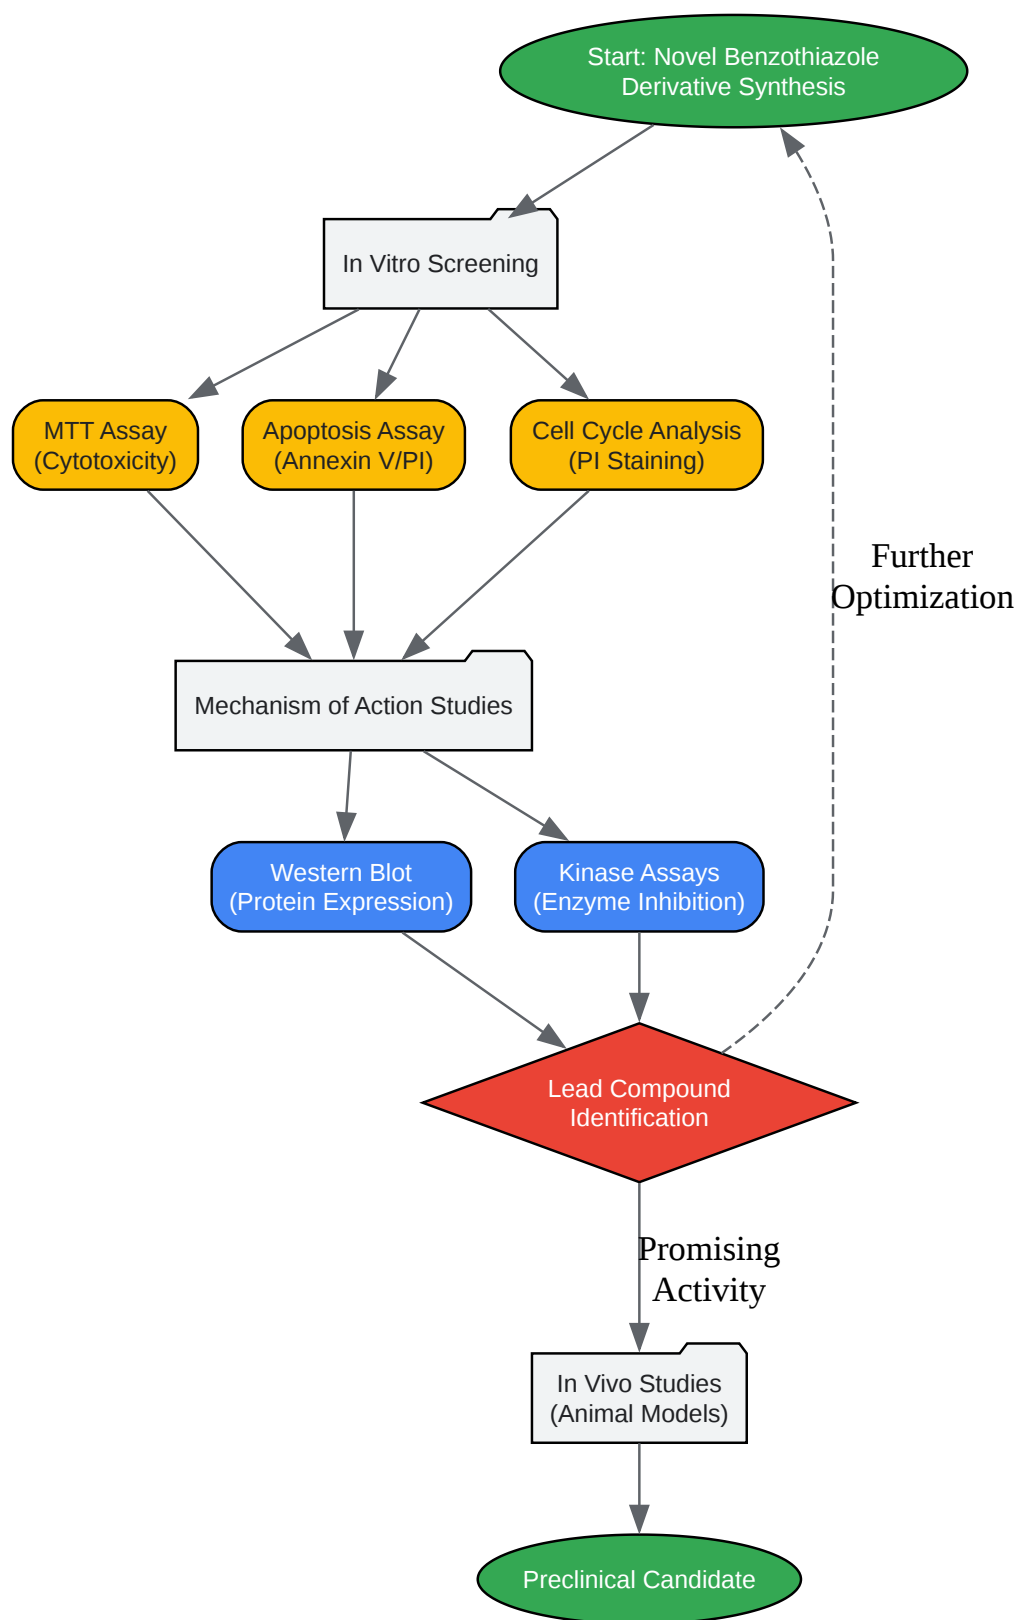 Start: Novel Benzothiazole
Derivative Synthesis
In Vitro Screening
MTT Assay
(Cytotoxicity)
Apoptosis Assay
(Annexin V/PI)
Cell Cycle Analysis
(PI Staining)
Further
Optimization
Mechanism of Action Studies
Western Blot
(Protein Expression)
Kinase Assays
(Enzyme Inhibition)
Lead Compound
Identification
Promising
Activity
In Vivo Studies
(Animal Models)
Preclinical Candidate